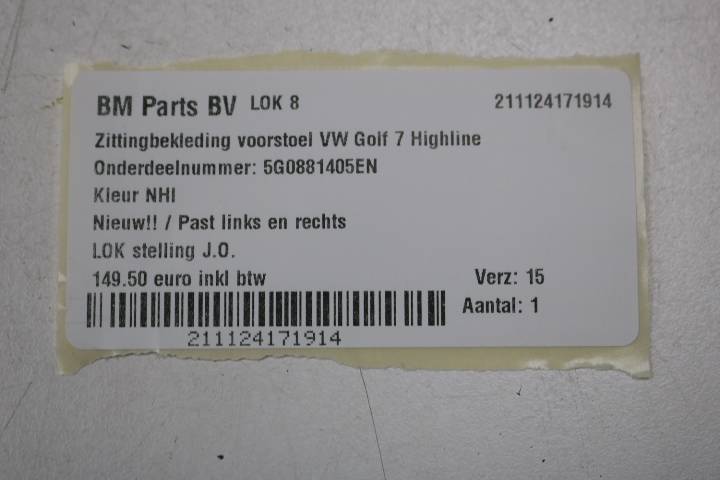 BM Parts BV LOK 8 211124171914
Zittingbekleding voorstoel VW Golf 7 Highline
Onderdeelnummer: 5G0881405EN
Kleur NHI
Nieuw!! / Past links en rechts
LOK stelling J.O.
149.50 euro inkl btw Verz: 15
Aantal: 1
211124171914